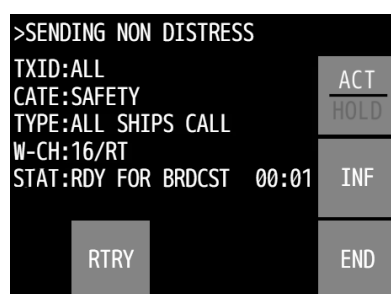 >SENDING NON DISTRESS
TXID:ALL
CATE:SAFETY
TYPE:ALL SHIPS CALL
W-CH:16/RT
STAT:RDY FOR BRDCST 00:01
ACT
HOLD
INF
RTRY
END